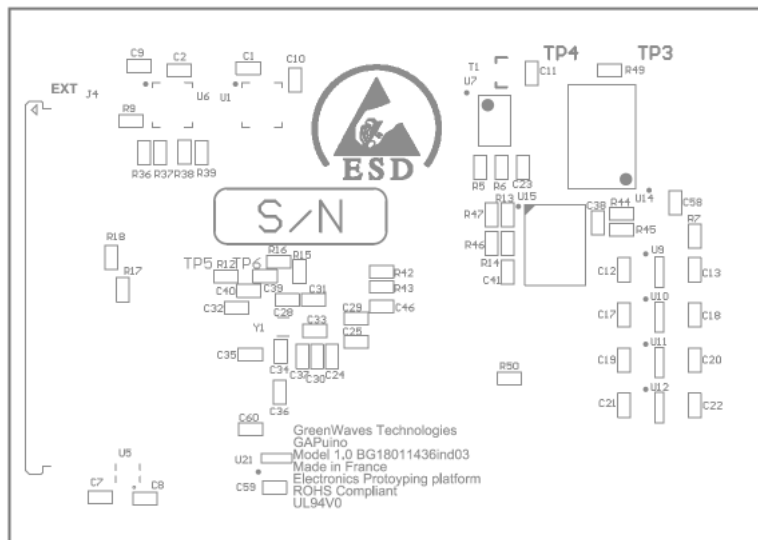 C9
C2
C1
C10
T1
TP4
TP3
U7
C11
R49
EXT
J4
U6
U1
R9
R36
R37
R38
R39
ESD
R5
R6
C23
U15
U14
S/N
R47
R13
C38
R44
C58
R45
R7
R46
R14
C41
R18
R17
TP5
R12
TP6
R16
R15
C40
C39
C32
C28
C31
R42
R43
C46
C29
C33
C25
Y1
C35
C34
C37
C30
C24
C36
U9
C12
C13
U10
C17
C18
U11
C19
C20
U12
C21
C22
R50
C60
U21
C59
GreenWaves Technologies
GAPuino
Model 1.0 BG18011436ind03
Made in France
Electronics Protoyping platform
ROHS Compliant
UL94V0
U5
C7
C8